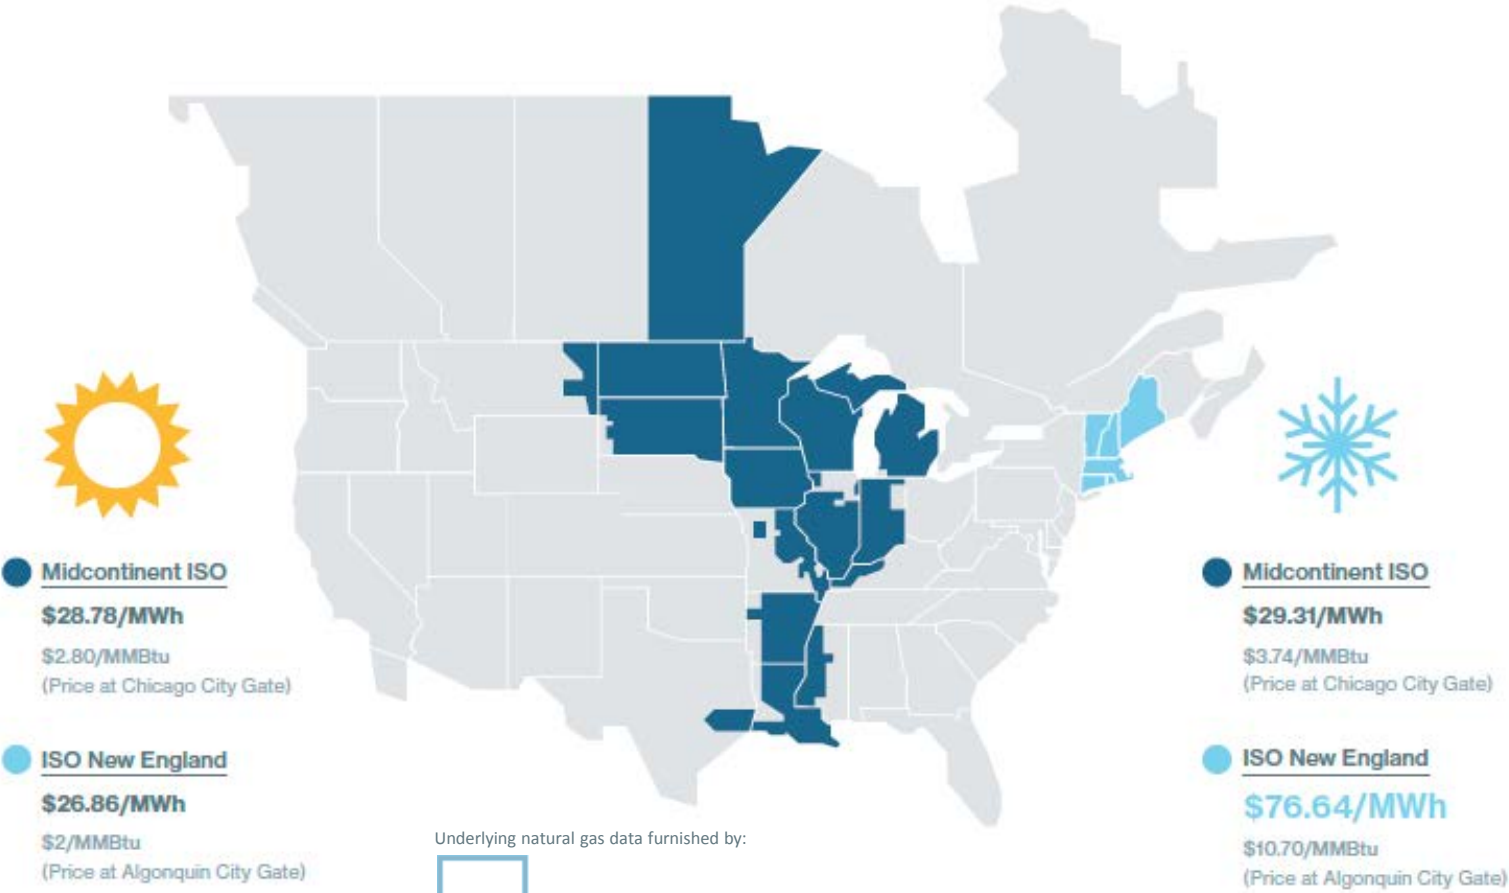 Midcontinent ISO
$28.78/MWh
$2.80/MMBtu
(Price at Chicago City Gate)
ISO New England
$26.86/MWh
$2/MMBtu
(Price at Algonquin City Gate)
Underlying natural gas data furnished by:
Midcontinent ISO
$29.31/MWh
$3.74/MMBtu
(Price at Chicago City Gate)
ISO New England
$76.64/MWh
$10.70/MMBtu
(Price at Algonquin City Gate)